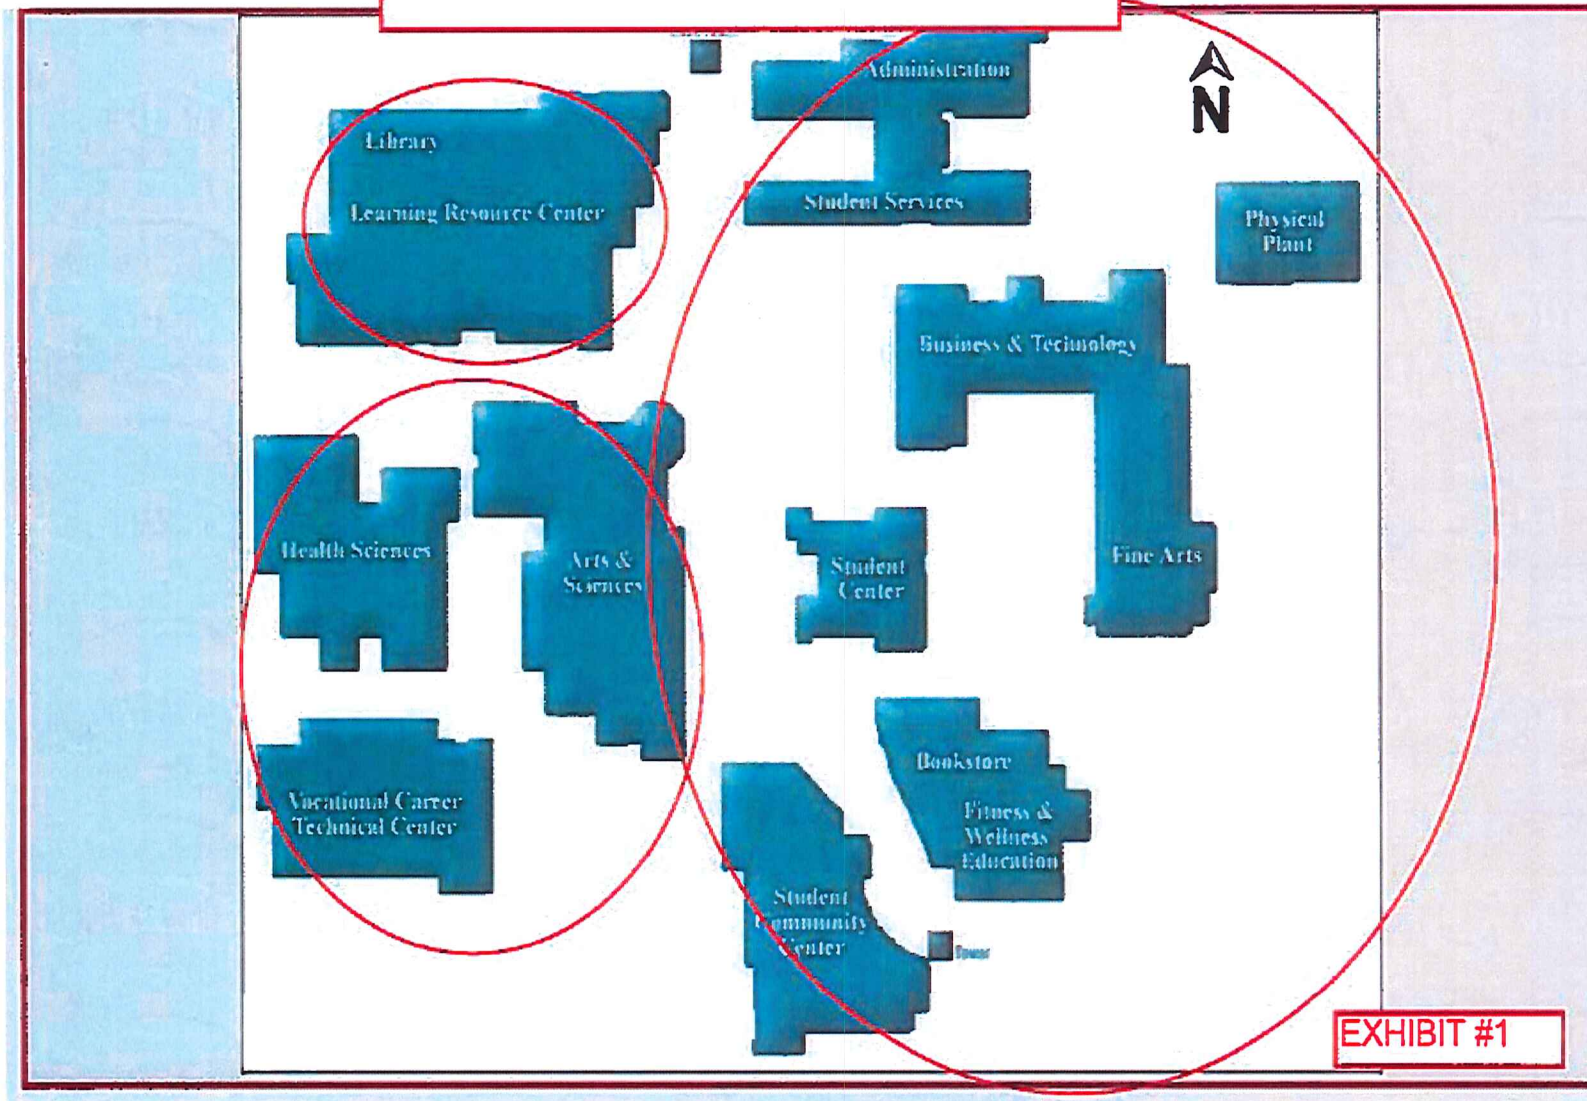 Administration
N
Library
Learning Resource Center
Student Services
Physical
Plant
Business & Technology
Health Sciences
Arts &
Sciences
Student
Center
Fine Arts
Bookstore
Fitness &
Wellness
Education
Vocational Career
Technical Center
Student
Community
Center
Tower
EXHIBIT #1